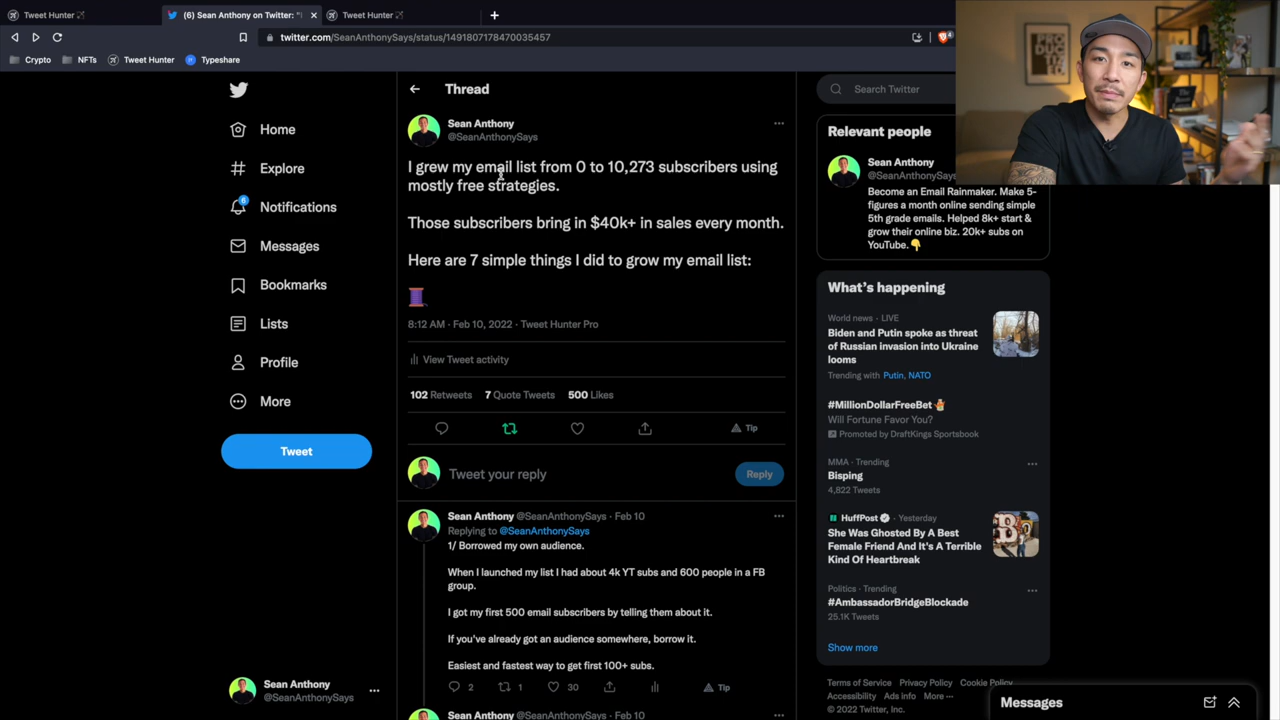 Tweet Hunter
(6) Sean Anthony on Twitter: "I
Tweet Hunter
twitter.com/SeanAnthonySays/status/1491807178470035457
4
Crypto
NFTs
Tweet Hunter
Typeshare
Home
Explore
6
Notifications
Messages
Bookmarks
Lists
Profile
More
Tweet
Sean Anthony
@SeanAnthonySays
Thread
Sean Anthony
@SeanAnthonySays
I grew my email list from 0 to 10,273 subscribers using
mostly free strategies.
Those subscribers bring in $40k+ in sales every month.
Here are 7 simple things I did to grow my email list:
8:12 AM · Feb 10, 2022 · Tweet Hunter Pro
View Tweet activity
102 Retweets 7 Quote Tweets 500 Likes
Tip
Tweet your reply
Reply
Sean Anthony @SeanAnthonySays · Feb 10
Replying to @SeanAnthonySays
1/ Borrowed my own audience.
When I launched my list I had about 4k YT subs and 600 people in a FB
group.
I got my first 500 email subscribers by telling them about it.
If you've already got an audience somewhere, borrow it.
Easiest and fastest way to get first 100+ subs.
2 1 30 Tip
Sean Anthony @SeanAnthonySays · Feb 10
Search Twitter
Relevant people
Sean Anthony
@SeanAnthonySays
Become an Email Rainmaker. Make 5-
figures a month online sending simple
5th grade emails. Helped 8k+ start &
grow their online biz. 20k+ subs on
YouTube.
What's happening
World news · LIVE
Biden and Putin spoke as threat
of Russian invasion into Ukraine
looms
Trending with Putin, NATO
#MillionDollarFreeBet
Will Fortune Favor You?
Promoted by DraftKings Sportsbook
MMA · Trending
Bisping
4,822 Tweets
HuffPost · Yesterday
She Was Ghosted By A Best
Female Friend And It's A Terrible
Kind Of Heartbreak
Politics · Trending
#AmbassadorBridgeBlockade
25.1K Tweets
Show more
Terms of Service Privacy Policy Cookie Policy
Accessibility Ads info More ···
© 2022 Twitter, Inc.
Messages